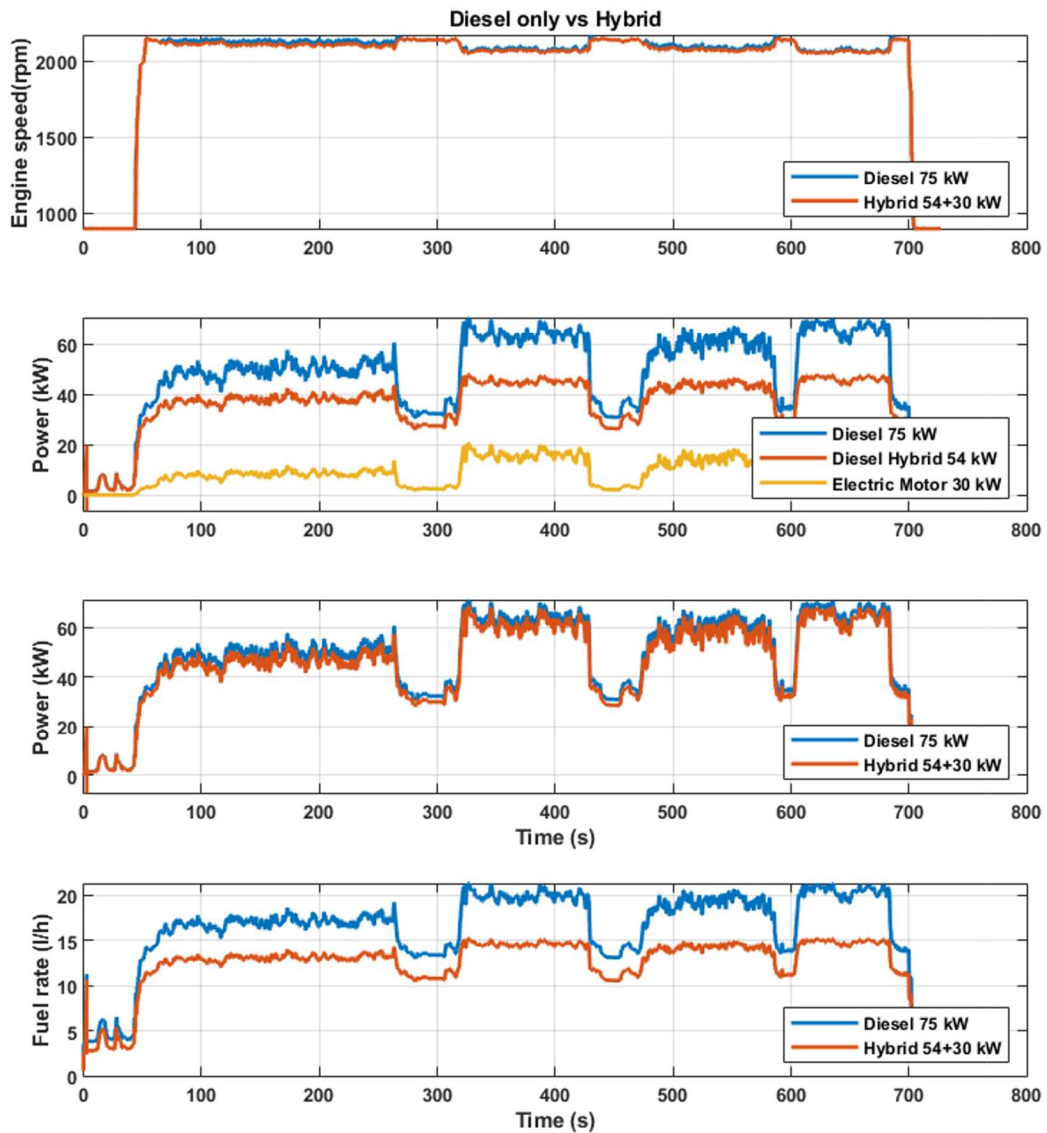 Diesel only vs Hybrid
Engine speed(rpm)
2000
1500
1000
Diesel 75 kW
Hybrid 54+30 kW
0 100 200 300 400 500 600 700 800
Power (kW)
60
40
20
0
Diesel 75 kW
Diesel Hybrid 54 kW
Electric Motor 30 kW
0 100 200 300 400 500 600 700 800
Power (kW)
60
40
20
0
Diesel 75 kW
Hybrid 54+30 kW
0 100 200 300 400 500 600 700 800
Time (s)
Fuel rate (l/h)
20
15
10
5
0
Diesel 75 kW
Hybrid 54+30 kW
0 100 200 300 400 500 600 700 800
Time (s)